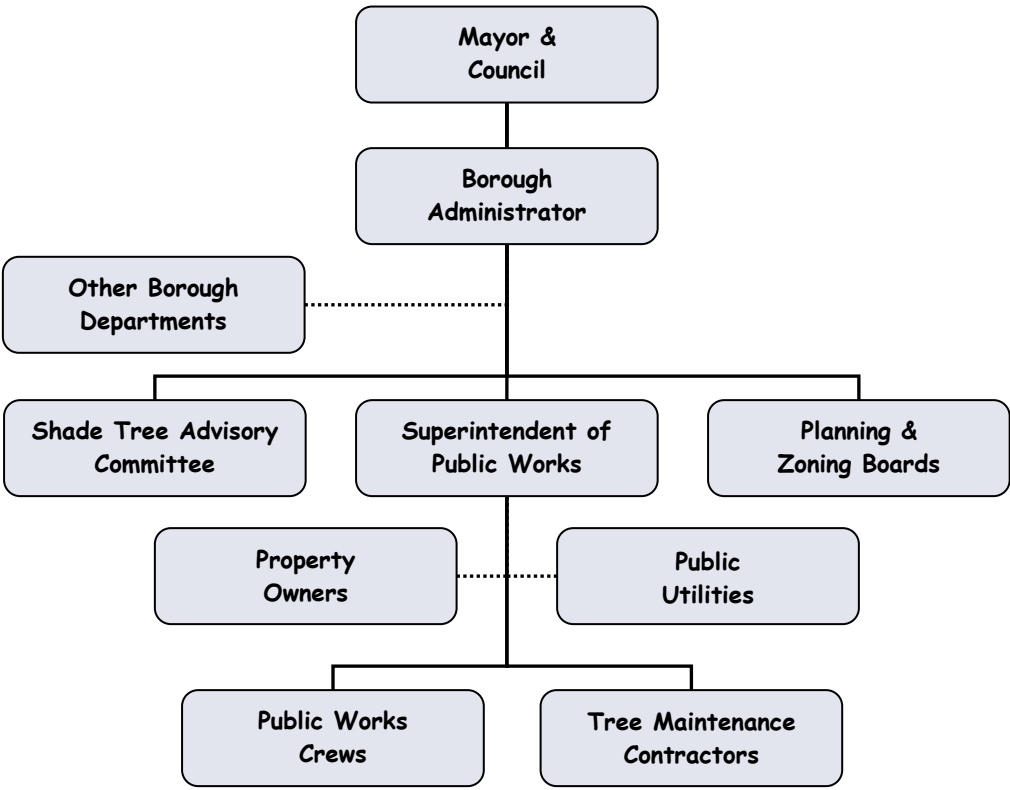 Mayor &
Council
Borough
Administrator
Other Borough
Departments
Shade Tree Advisory
Committee
Superintendent of
Public Works
Planning &
Zoning Boards
Property
Owners
Public
Utilities
Public Works
Crews
Tree Maintenance
Contractors